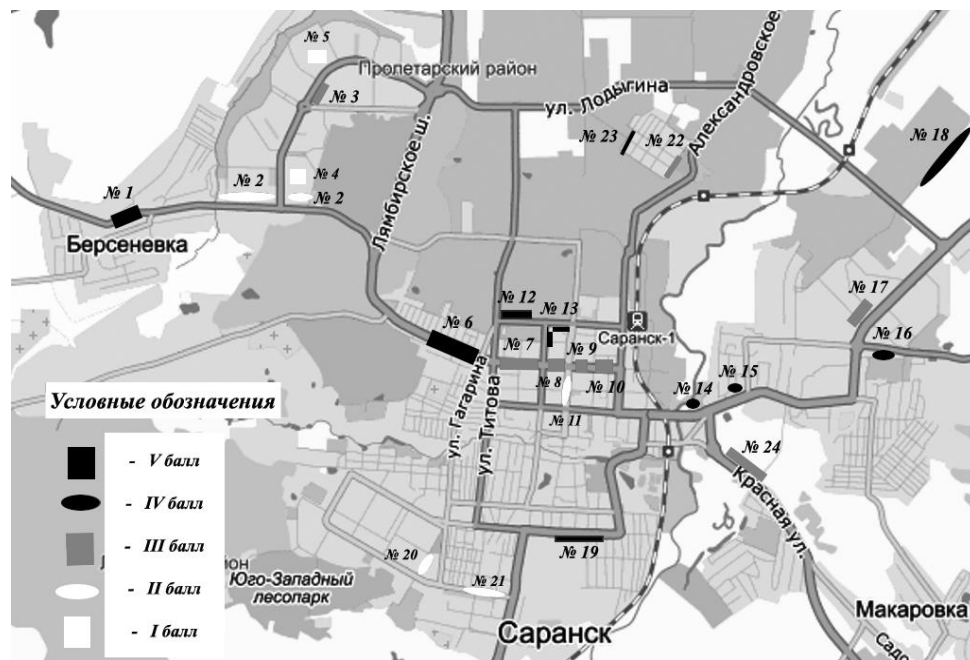 № 5
Пролетарский район
№ 3
ул. Лодыгина
Александровское
№ 23
№ 22
№ 18
Лямбирское ш.
№ 2
№ 4
№ 2
№ 1
Берсеневка
№ 17
№ 12
№ 13
№ 6
Саранск-1
№ 16
№ 7
№ 9
№ 15
№ 8
№ 10
№ 14
ул. Гагарина
ул. Титова
№ 11
Условные обозначения
- V балл
- IV балл
- III балл
- II балл
- I балл
№ 24
Красная ул.
№ 19
№ 20
№ 21
Юго-Западный
лесопарк
Саранск
Макаровка
Садо